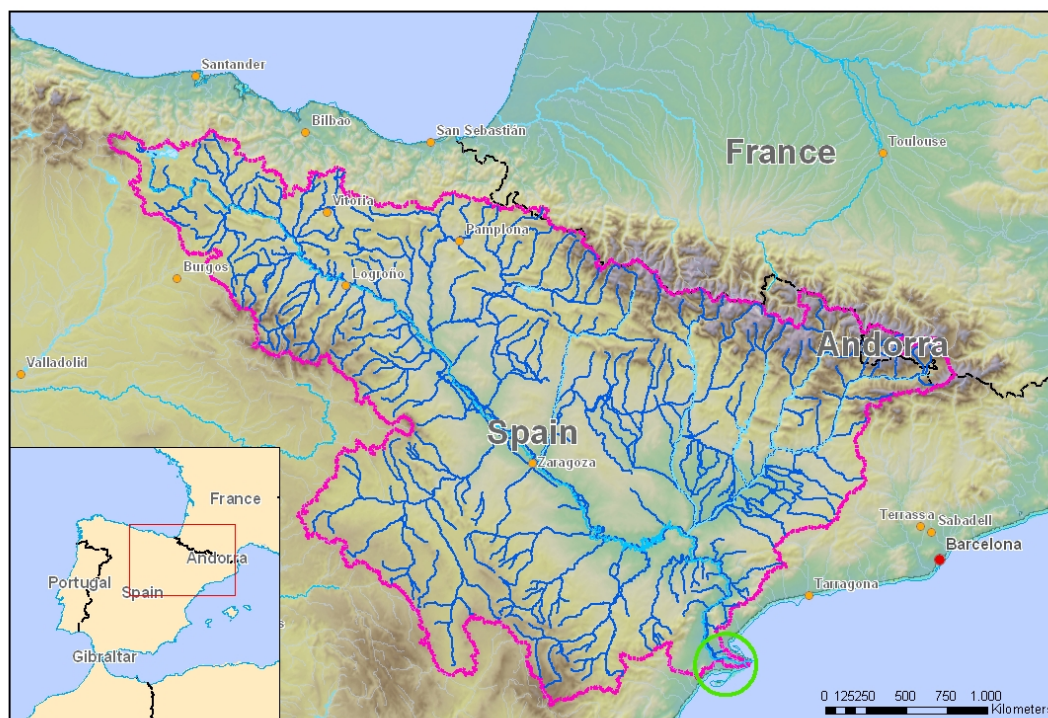 Santander
Bilbao
San Sebastián
France
Toulouse
Vitoria
Pamplona
Burgos
Logroño
Andorra
Valladolid
Spain
Zaragoza
Terrassa
Sabadell
Barcelona
Tarragona
France
Andorra
Portugal
Spain
Gibraltar
0 125250 500 750 1.000
Kilometers